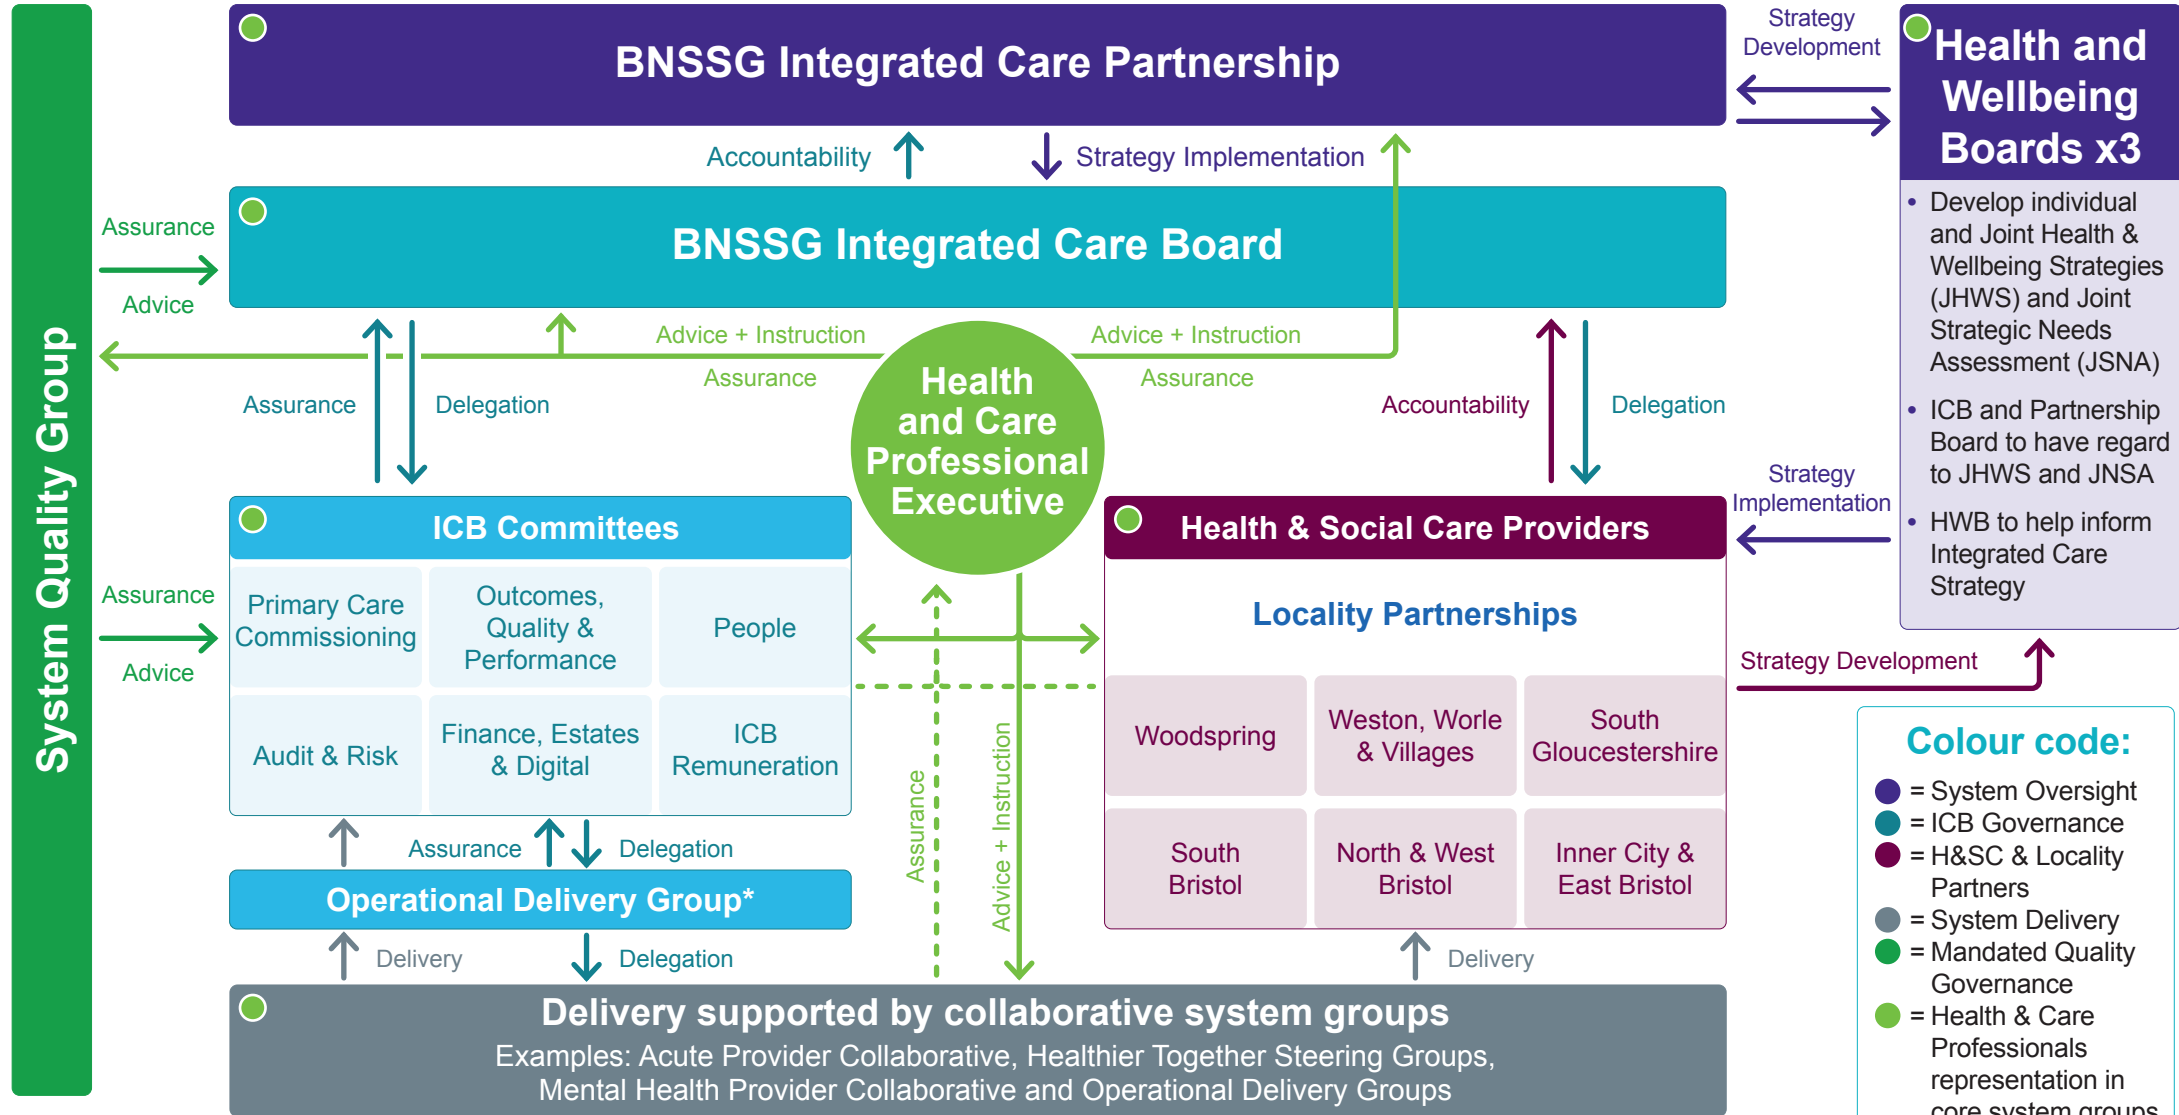 System Quality Group
BNSSG Integrated Care Partnership
Strategy
Development
Health and
Wellbeing
Boards x3
Accountability
Strategy Implementation
Assurance
Advice
BNSSG Integrated Care Board
• Develop individual
and Joint Health &
Wellbeing Strategies
(JHWS) and Joint
Strategic Needs
Assessment (JSNA)
• ICB and Partnership
Board to have regard
to JHWS and JNSA
• HWB to help inform
Integrated Care
Strategy
Advice + Instruction
Assurance
Advice + Instruction
Assurance
Health
and Care
Professional
Executive
Assurance
Delegation
Accountability
Delegation
Strategy
Implementation
Assurance
Advice
ICB Committees
Primary Care
Commissioning
Outcomes,
Quality &
Performance
People
Audit & Risk
Finance, Estates
& Digital
ICB
Remuneration
Health & Social Care Providers
Locality Partnerships
Woodspring
Weston, Worle
& Villages
South
Gloucestershire
South
Bristol
North & West
Bristol
Inner City &
East Bristol
Strategy Development
Assurance
Advice + Instruction
Assurance
Delegation
Operational Delivery Group*
Delivery
Delegation
Delivery
Delivery supported by collaborative system groups
Examples: Acute Provider Collaborative, Healthier Together Steering Groups,
Mental Health Provider Collaborative and Operational Delivery Groups
Colour code:
= System Oversight
= ICB Governance
= H&SC & Locality
Partners
= System Delivery
= Mandated Quality
Governance
= Health & Care
Professionals
representation in
core system groups